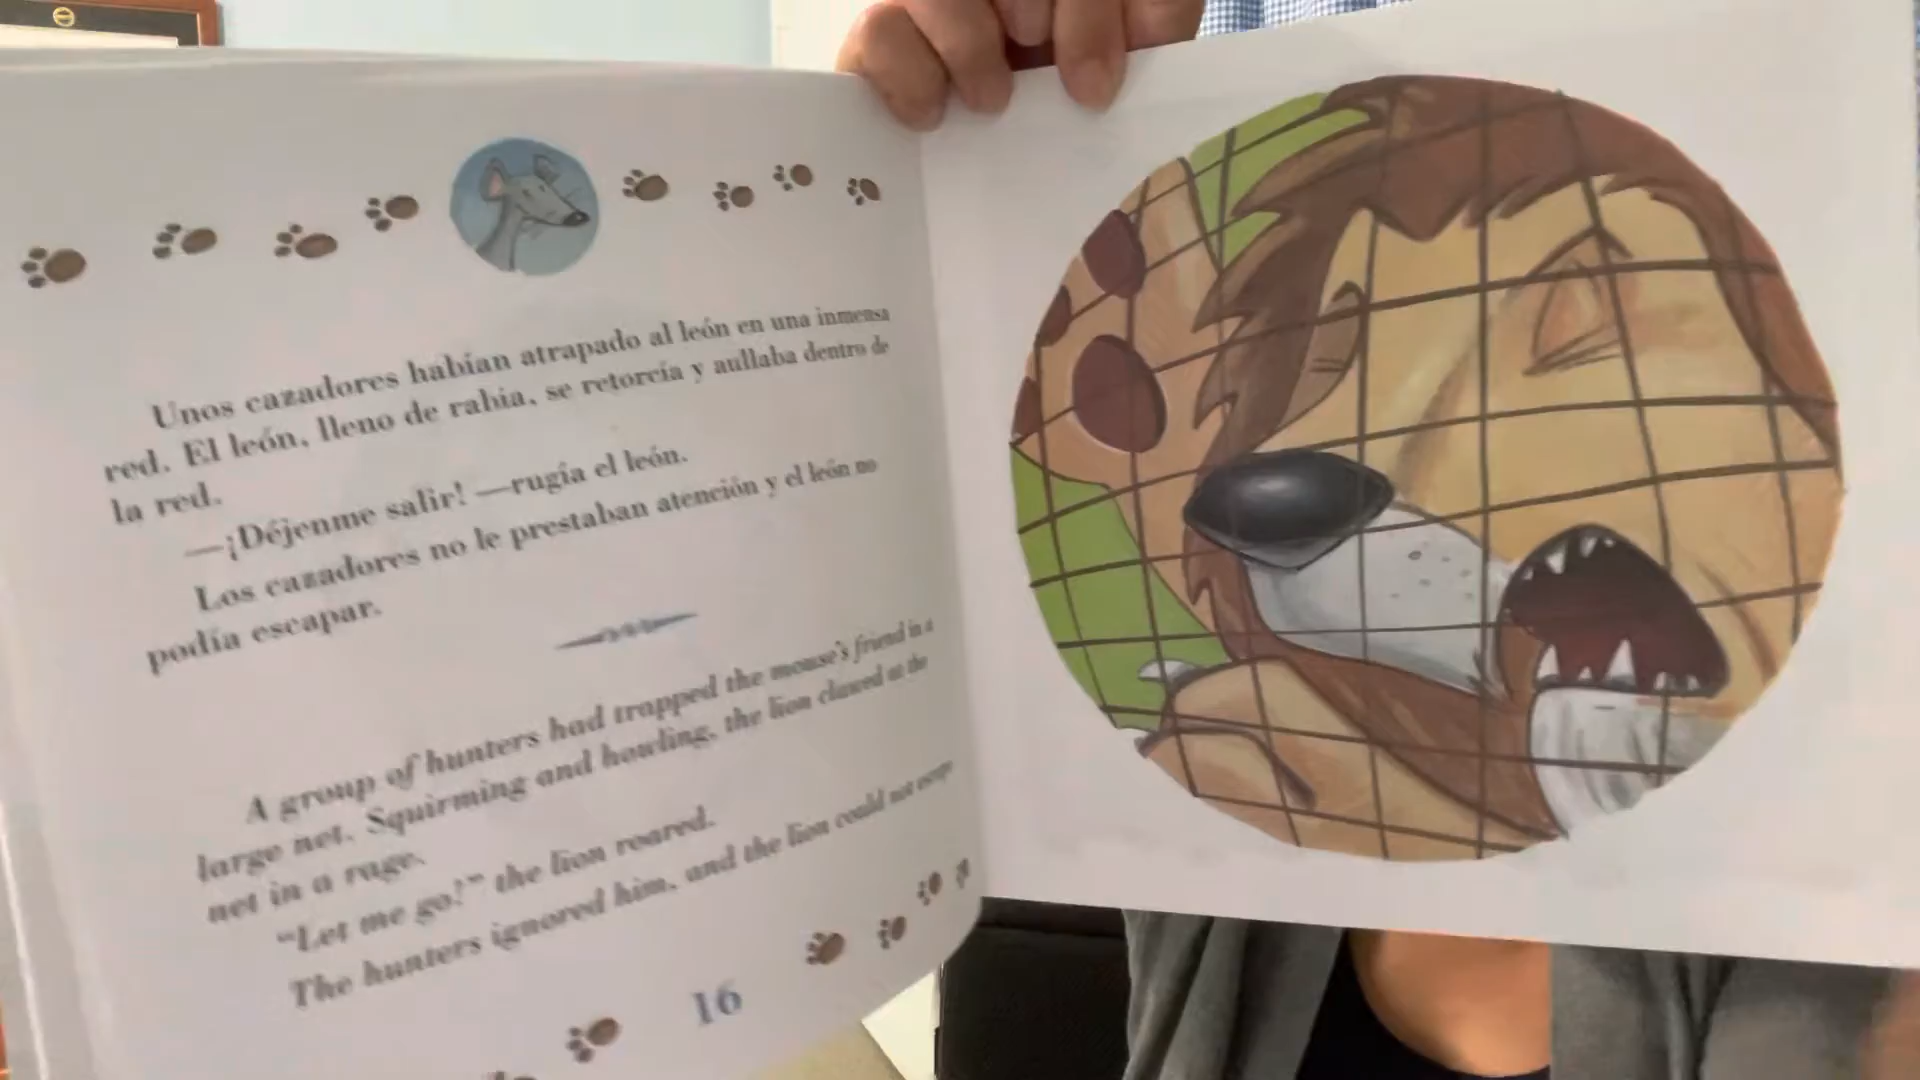 Unos cazadores habían atrapado al león en una inmensa
red. El león, lleno de rabia, se retorcía y aullaba dentro de
la red.
—¡Déjenme salir! —rugía el león.
Los cazadores no le prestaban atención y el león no
podía escapar.
A group of hunters had trapped the mouse's friend in a
large net. Squirming and howling, the lion clawed at the
net in a rage.
“Let me go!” the lion roared.
The hunters ignored him, and the lion could not escape
16